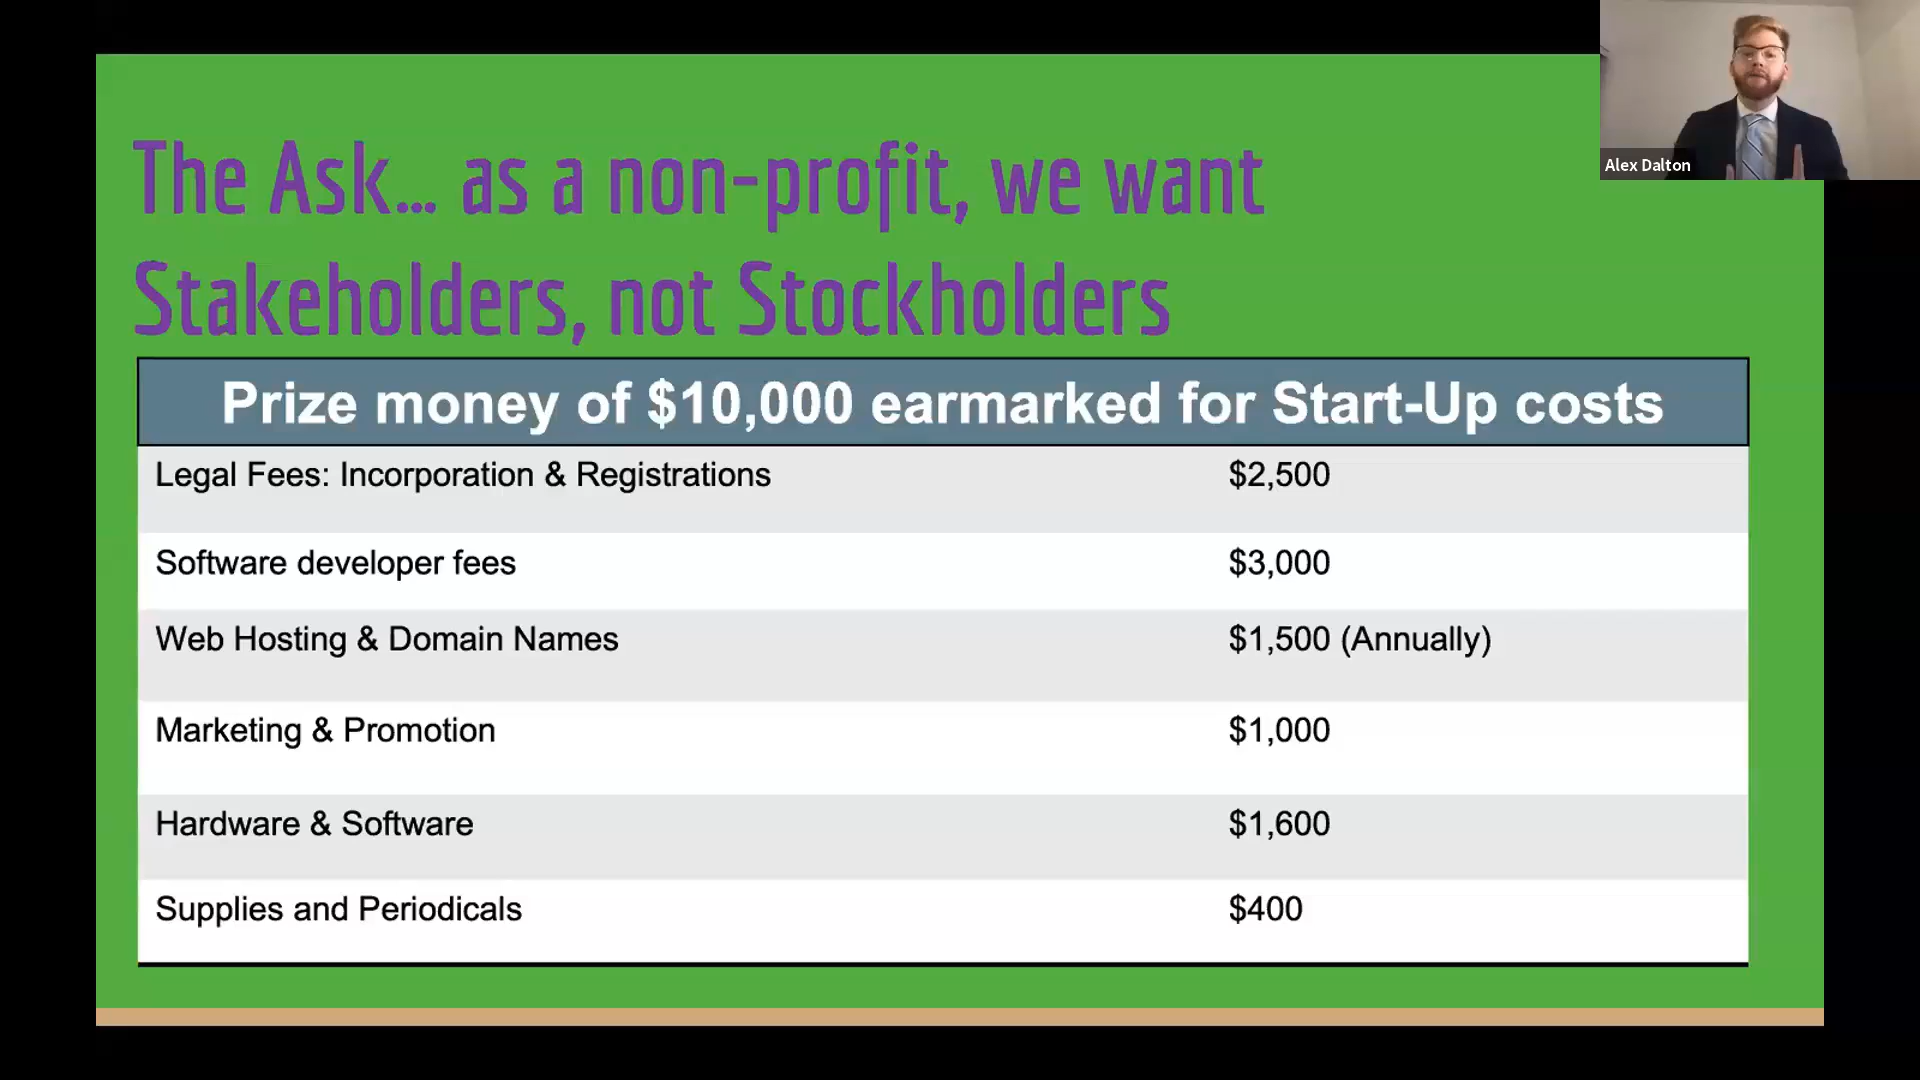 The Ask... as a non-profit, we want
Stakeholders, not Stockholders
Prize money of $10,000 earmarked for Start-Up costs
Legal Fees: Incorporation & Registrations $2,500
Software developer fees $3,000
Web Hosting & Domain Names $1,500 (Annually)
Marketing & Promotion $1,000
Hardware & Software $1,600
Supplies and Periodicals $400
Alex Dalton